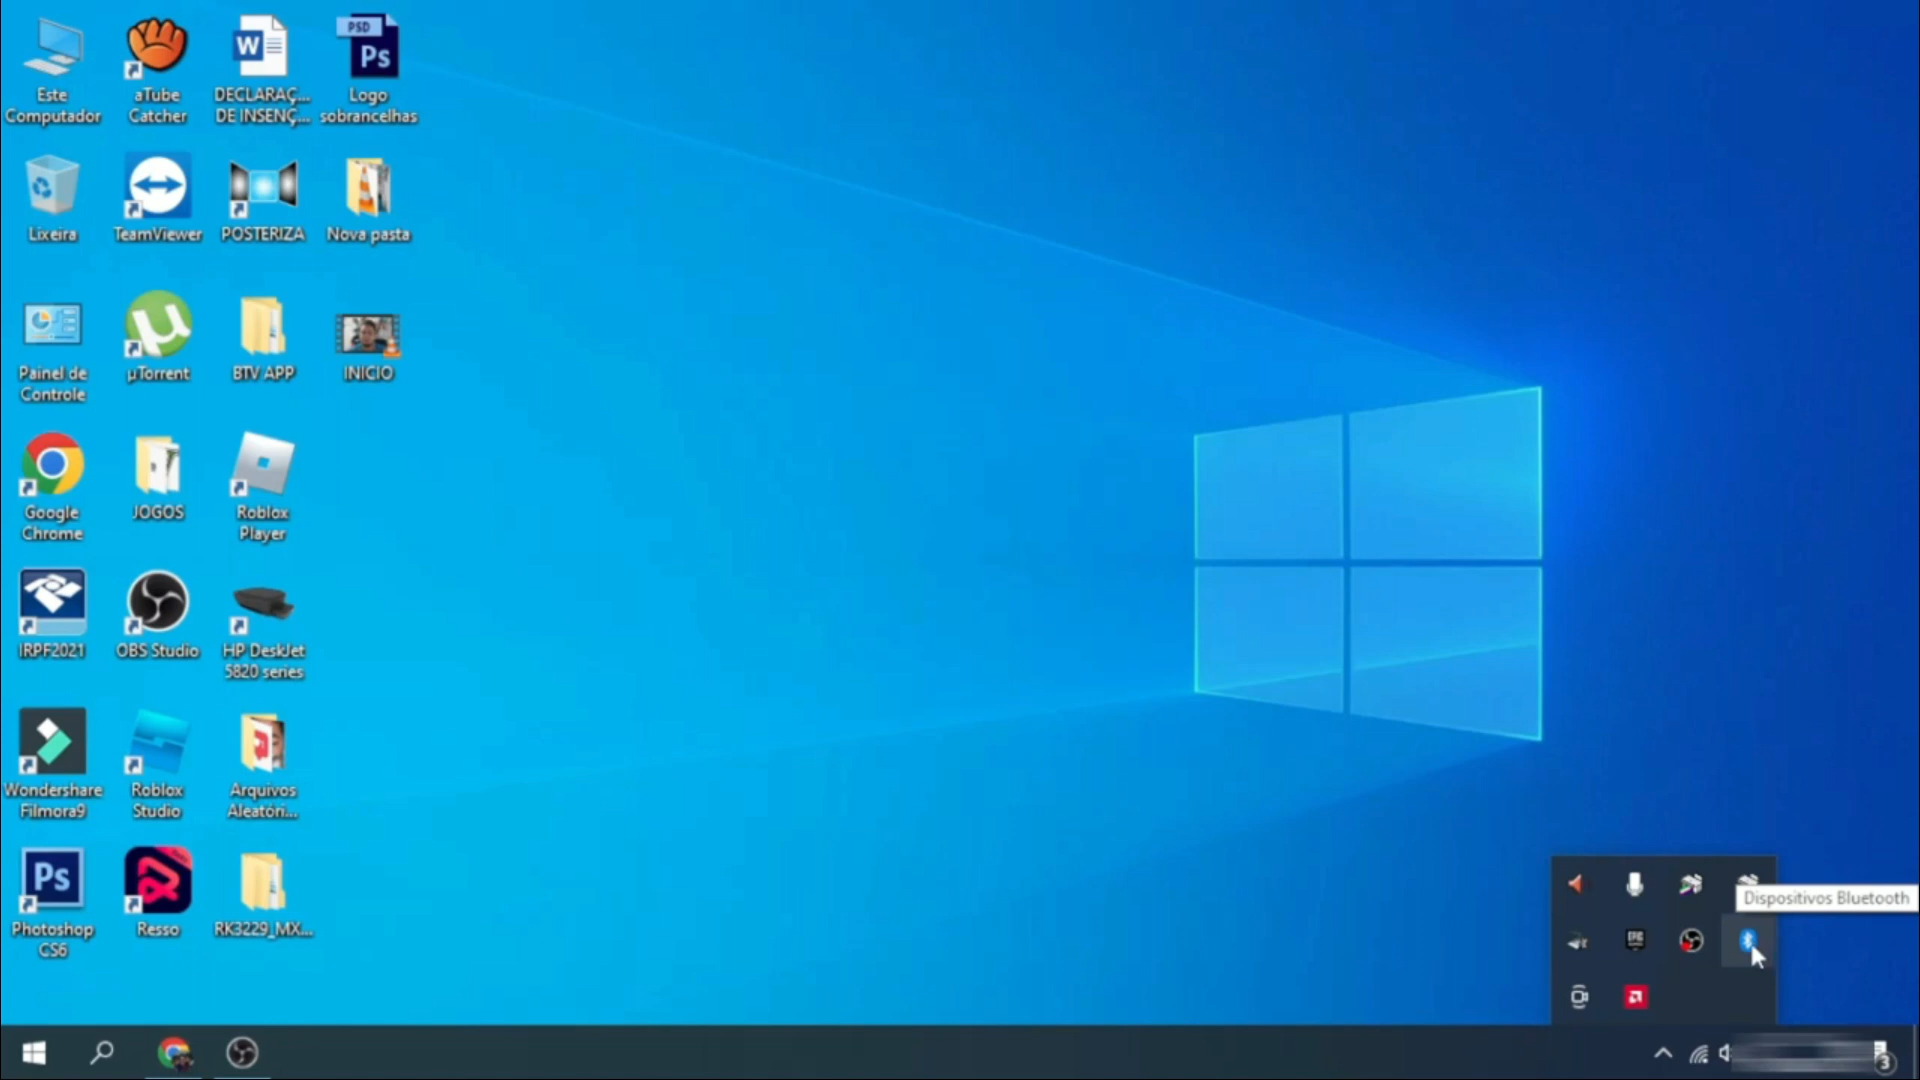 Este
Computador
aTube
Catcher
DECLARAÇ...
DE INSENÇ...
PSD
Ps
Logo
sobrancelhas
Lixeira
TeamViewer
POSTERIZA
Nova pasta
Painel de
Controle
µTorrent
BTV APP
INICIO
Google
Chrome
JOGOS
Roblox
Player
IRPF2021
OBS Studio
HP DeskJet
5820 series
Wondershare
Filmora9
Roblox
Studio
Arquivos
Aleatóri...
Ps
Photoshop
CS6
Resso
RK3229_MX...
Dispositivos Bluetooth
EPIC
3